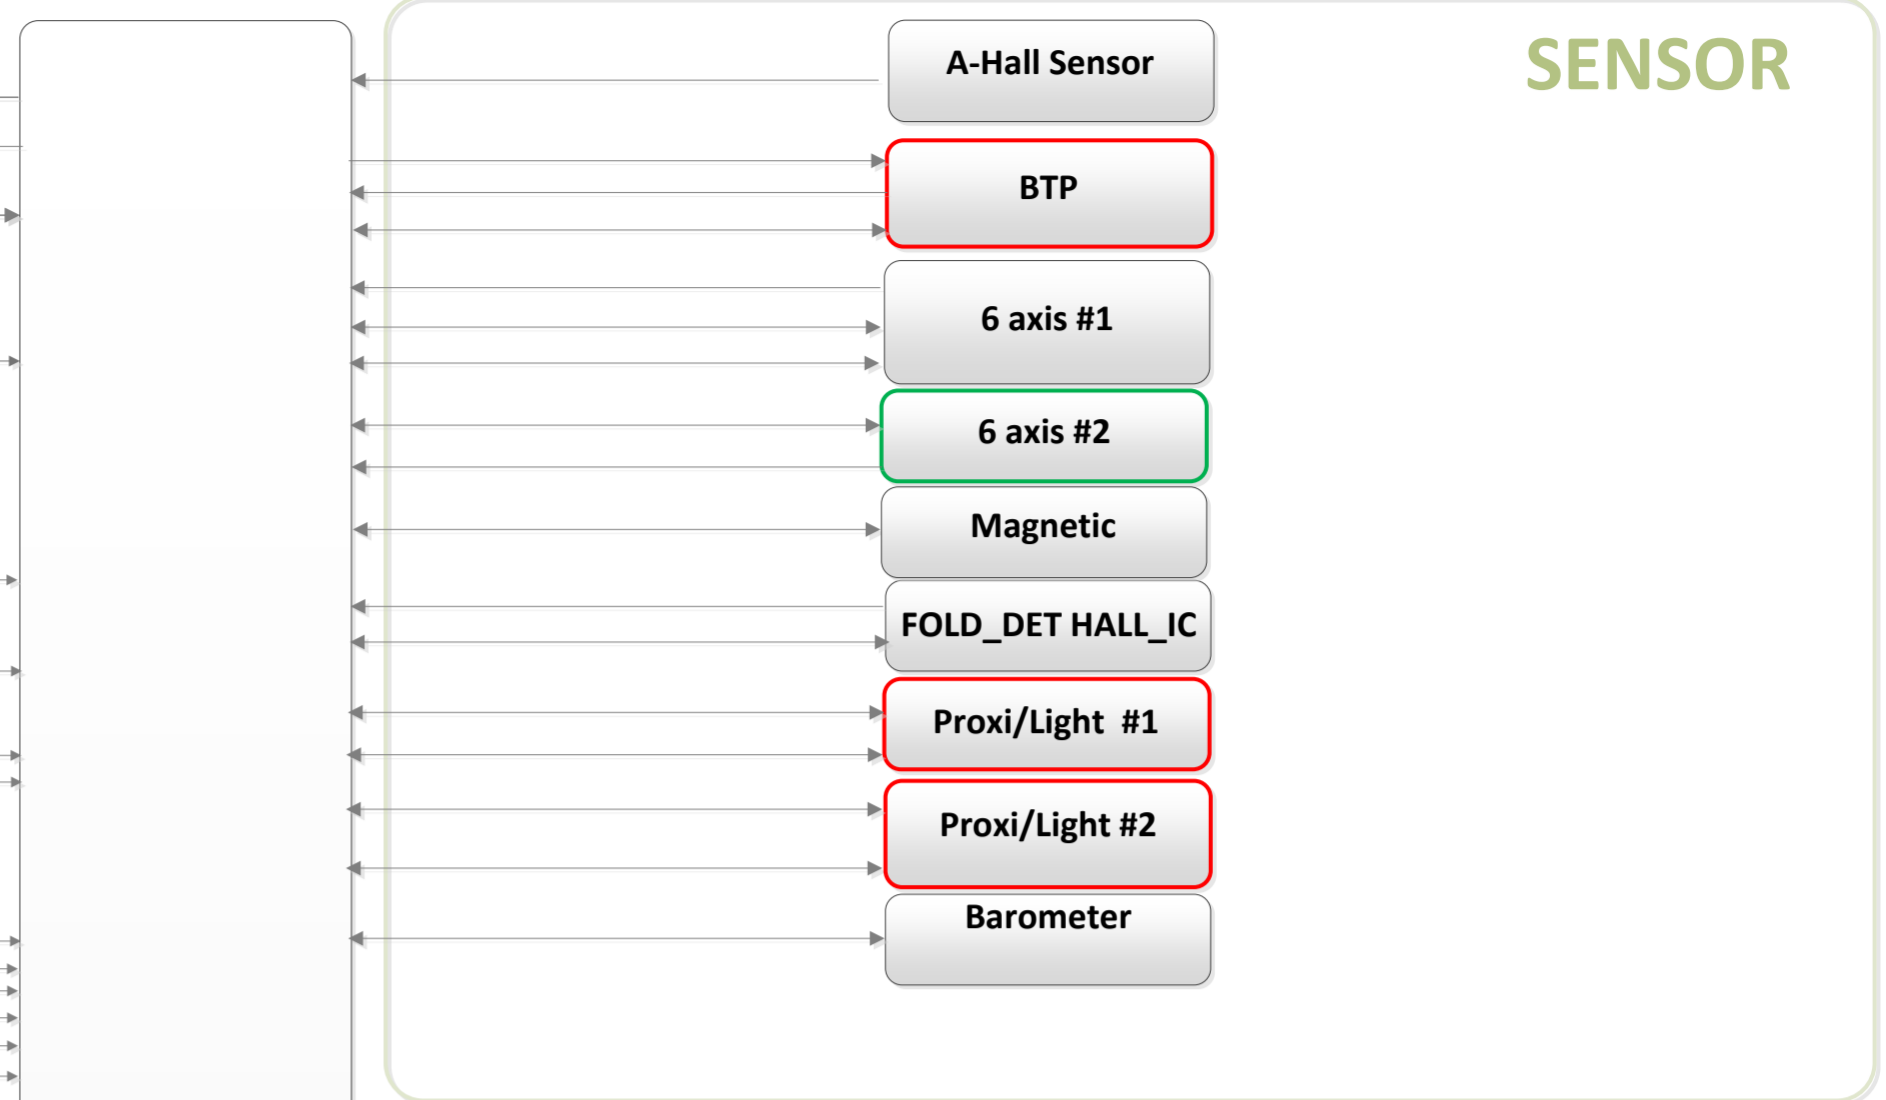 SENSOR
A-Hall Sensor
BTP
6 axis #1
6 axis #2
Magnetic
FOLD_DET HALL_IC
Proxi/Light  #1
Proxi/Light #2
Barometer